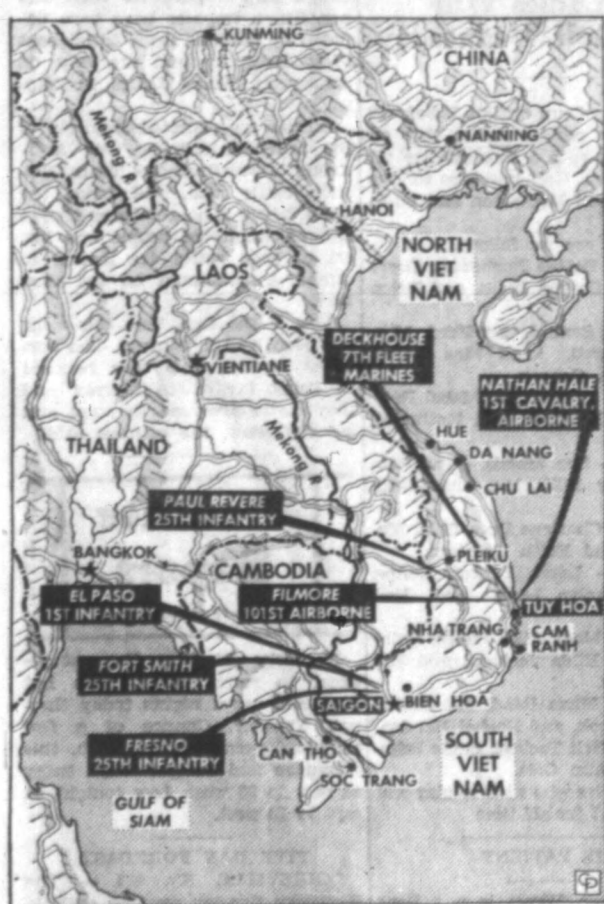 KUNMING
CHINA
Mekong R.
NANNING
HANOI
NORTH
VIET
NAM
LAOS
DECKHOUSE
7TH FLEET
MARINES
VIENTIANE
NATHAN HALE
1ST CAVALRY,
AIRBORNE
HUE
THAILAND
Mekong R.
DA NANG
CHU LAI
PAUL REVERE
25TH INFANTRY
BANGKOK
PLEIKU
CAMBODIA
EL PASO
1ST INFANTRY
FILMORE
101ST AIRBORNE
TUY HOA
NHA TRANG
CAM
RANH
FORT SMITH
25TH INFANTRY
SAIGON
BIEN HOA
FRESNO
25TH INFANTRY
CAN THO
SOC TRANG
SOUTH
VIET
NAM
GULF OF
SIAM
CP